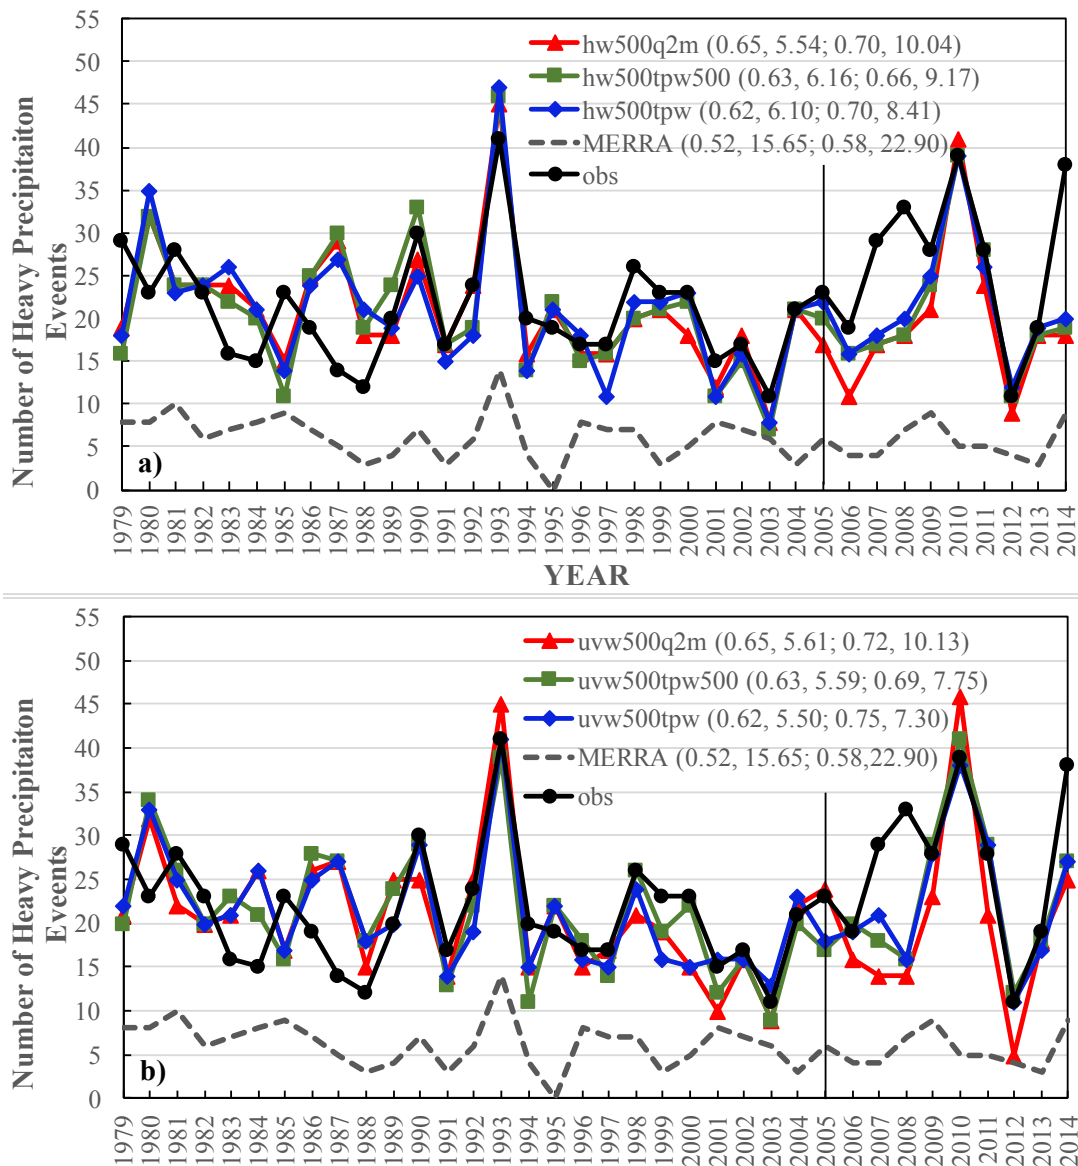 55
50
45
40
35
30
25
20
15
10
5
0
Number of Heavy Precipitaiton
Eveents
hw500q2m (0.65, 5.54; 0.70, 10.04)
hw500tpw500 (0.63, 6.16; 0.66, 9.17)
hw500tpw (0.62, 6.10; 0.70, 8.41)
MERRA (0.52, 15.65; 0.58, 22.90)
obs
a)
1979 1980 1981 1982 1983 1984 1985 1986 1987 1988 1989 1990 1991 1992 1993 1994 1995 1996 1997 1998 1999 2000 2001 2002 2003 2004 2005 2006 2007 2008 2009 2010 2011 2012 2013 2014
YEAR
55
50
45
40
35
30
25
20
15
10
5
0
Number of Heavy Precipitaiton
Eveents
uvw500q2m (0.65, 5.61; 0.72, 10.13)
uvw500tpw500 (0.63, 5.59; 0.69, 7.75)
uvw500tpw (0.62, 5.50; 0.75, 7.30)
MERRA (0.52, 15.65; 0.58,22.90)
obs
b)
1979 1980 1981 1982 1983 1984 1985 1986 1987 1988 1989 1990 1991 1992 1993 1994 1995 1996 1997 1998 1999 2000 2001 2002 2003 2004 2005 2006 2007 2008 2009 2010 2011 2012 2013 2014